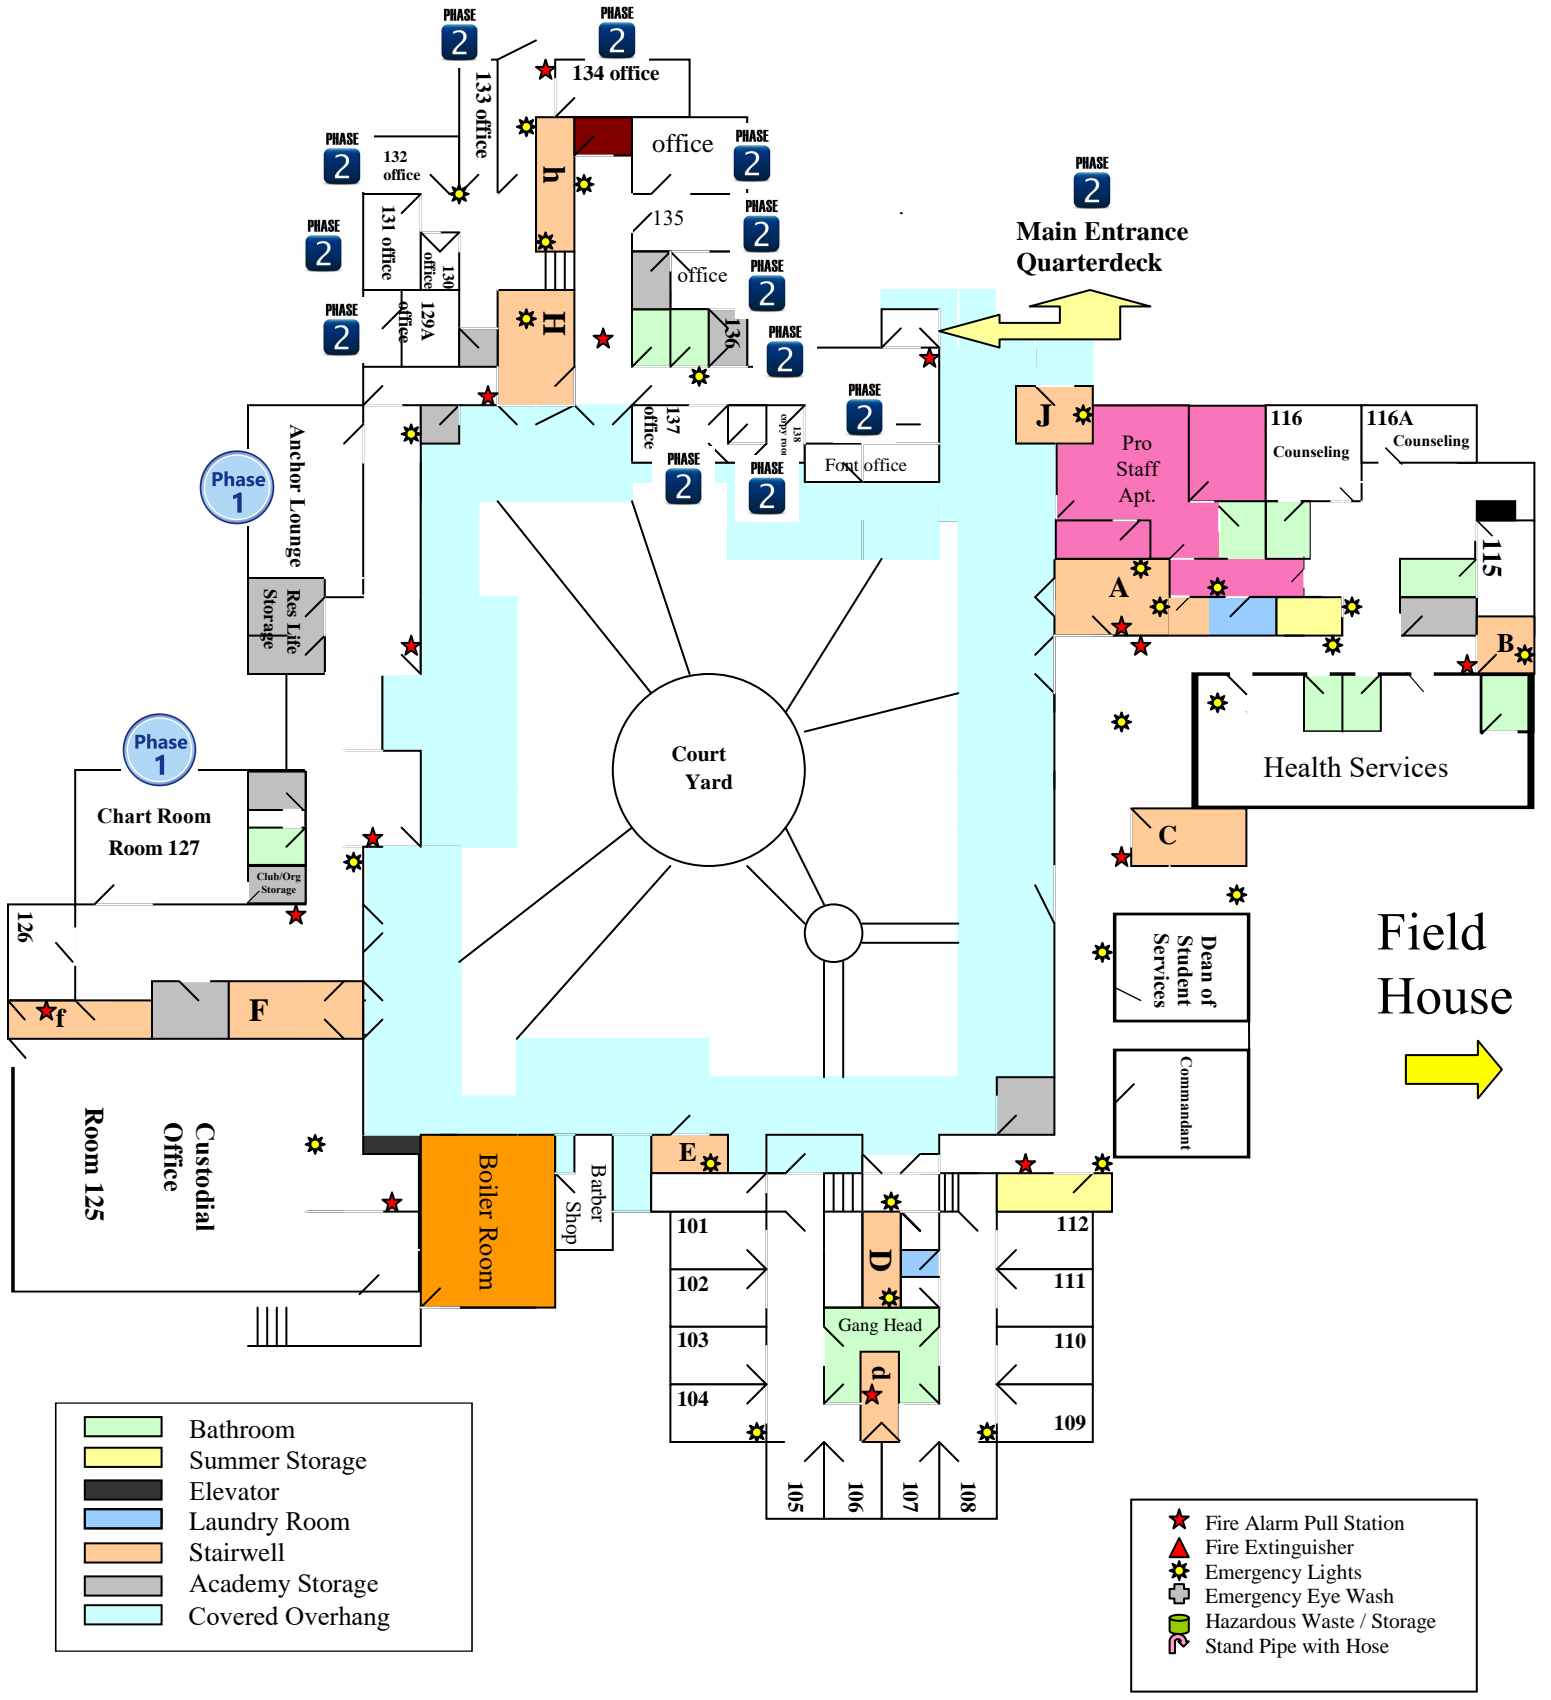 PHASE
2
PHASE
2
134 office
133 office
PHASE
2
132
office
h
office
PHASE
2
PHASE
2
131 office
130
office
135
PHASE
2
office
PHASE
2
PHASE
2
129A
office
H
136
PHASE
2
PHASE
2
Main Entrance
Quarterdeck
PHASE
2
137
office
138
copy room
Font office
PHASE
2
PHASE
2
J
Pro
Staff
Apt.
116
Counseling
116A
Counseling
Phase
1
Anchor Lounge
Res Life
Storage
A
115
B
Court
Yard
Health Services
Phase
1
Chart Room
Room 127
Club/Org
Storage
C
126
f
F
Dean of
Student
Services
Field
House
Commandant
Room 125
Custodial
Office
Boiler Room
Barber
Shop
E
101
102
103
104
D
Gang Head
d
112
111
110
109
105
106
107
108
Bathroom
Summer Storage
Elevator
Laundry Room
Stairwell
Academy Storage
Covered Overhang
Fire Alarm Pull Station
Fire Extinguisher
Emergency Lights
Emergency Eye Wash
Hazardous Waste / Storage
Stand Pipe with Hose